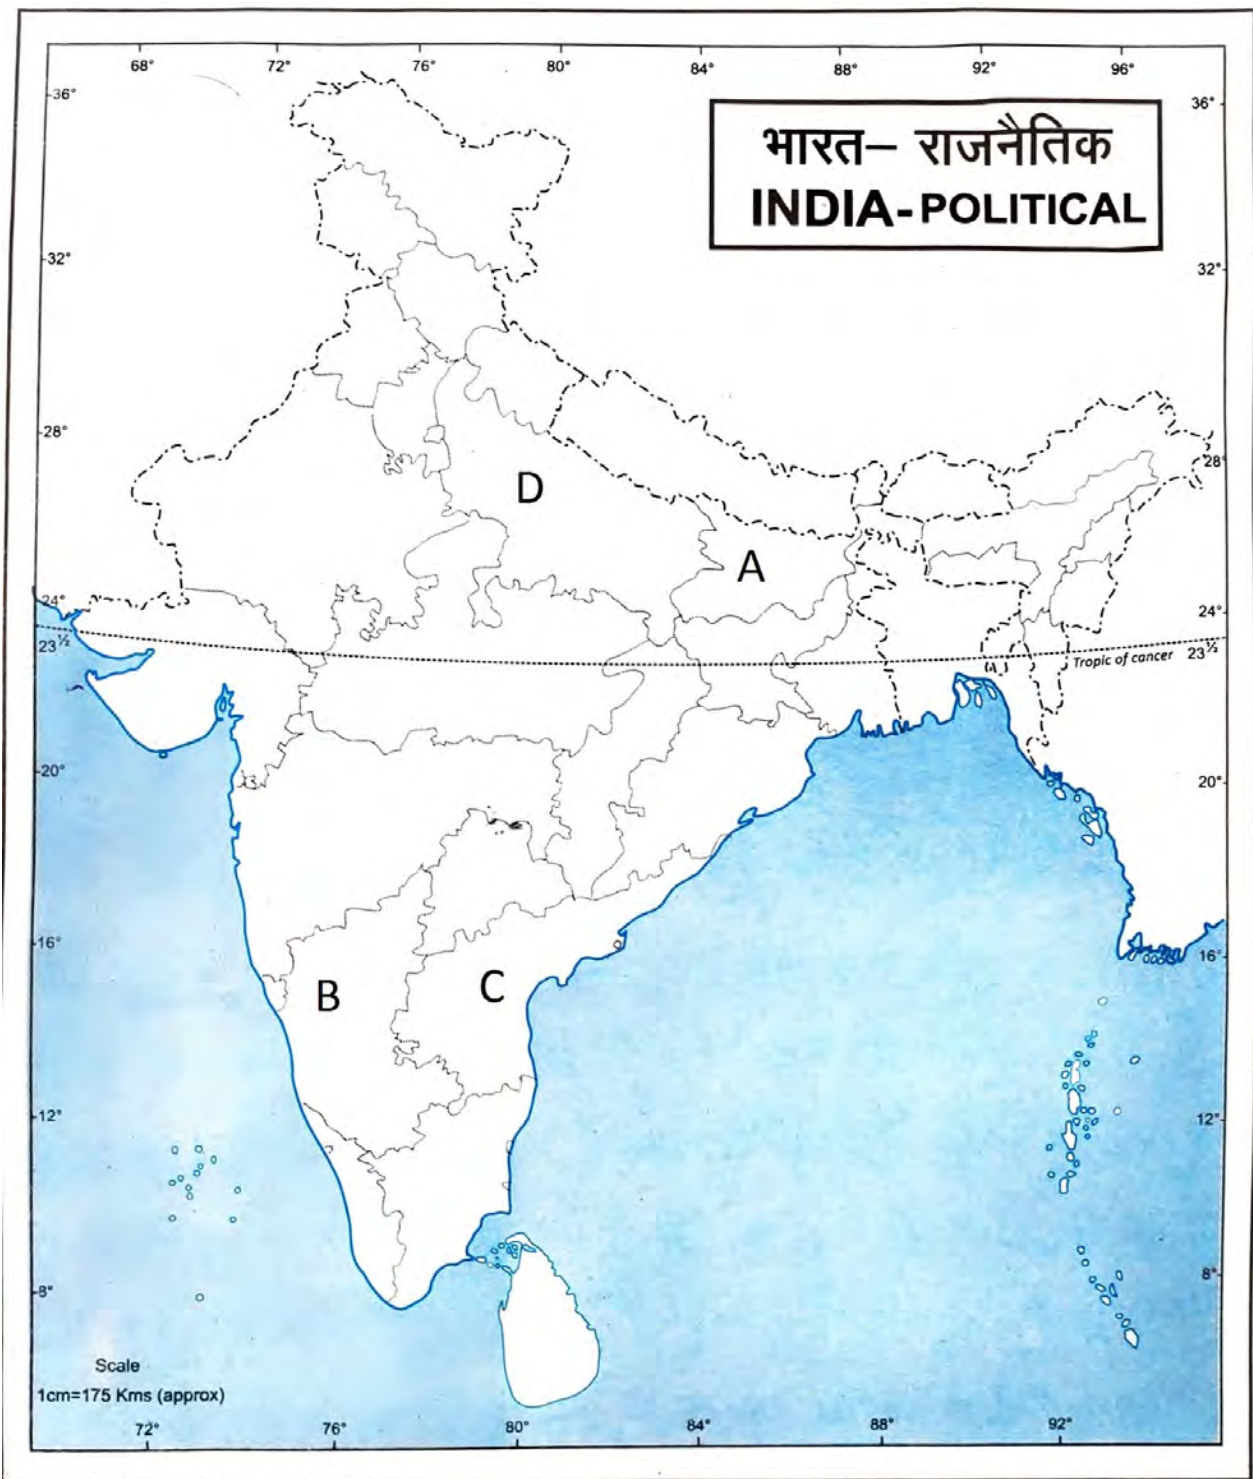 68° 72° 76° 80° 84° 88° 92° 96°
36° 36°
भारत– राजनैतिक
INDIA-POLITICAL
32° 32°
28° 28°
D
A
24° 24°
23½ Tropic of cancer 23⅓
20° 20°
16° 16°
B C
12° 12°
8° 8°
Scale
1cm=175 Kms (approx)
72° 76° 80° 84° 88° 92°